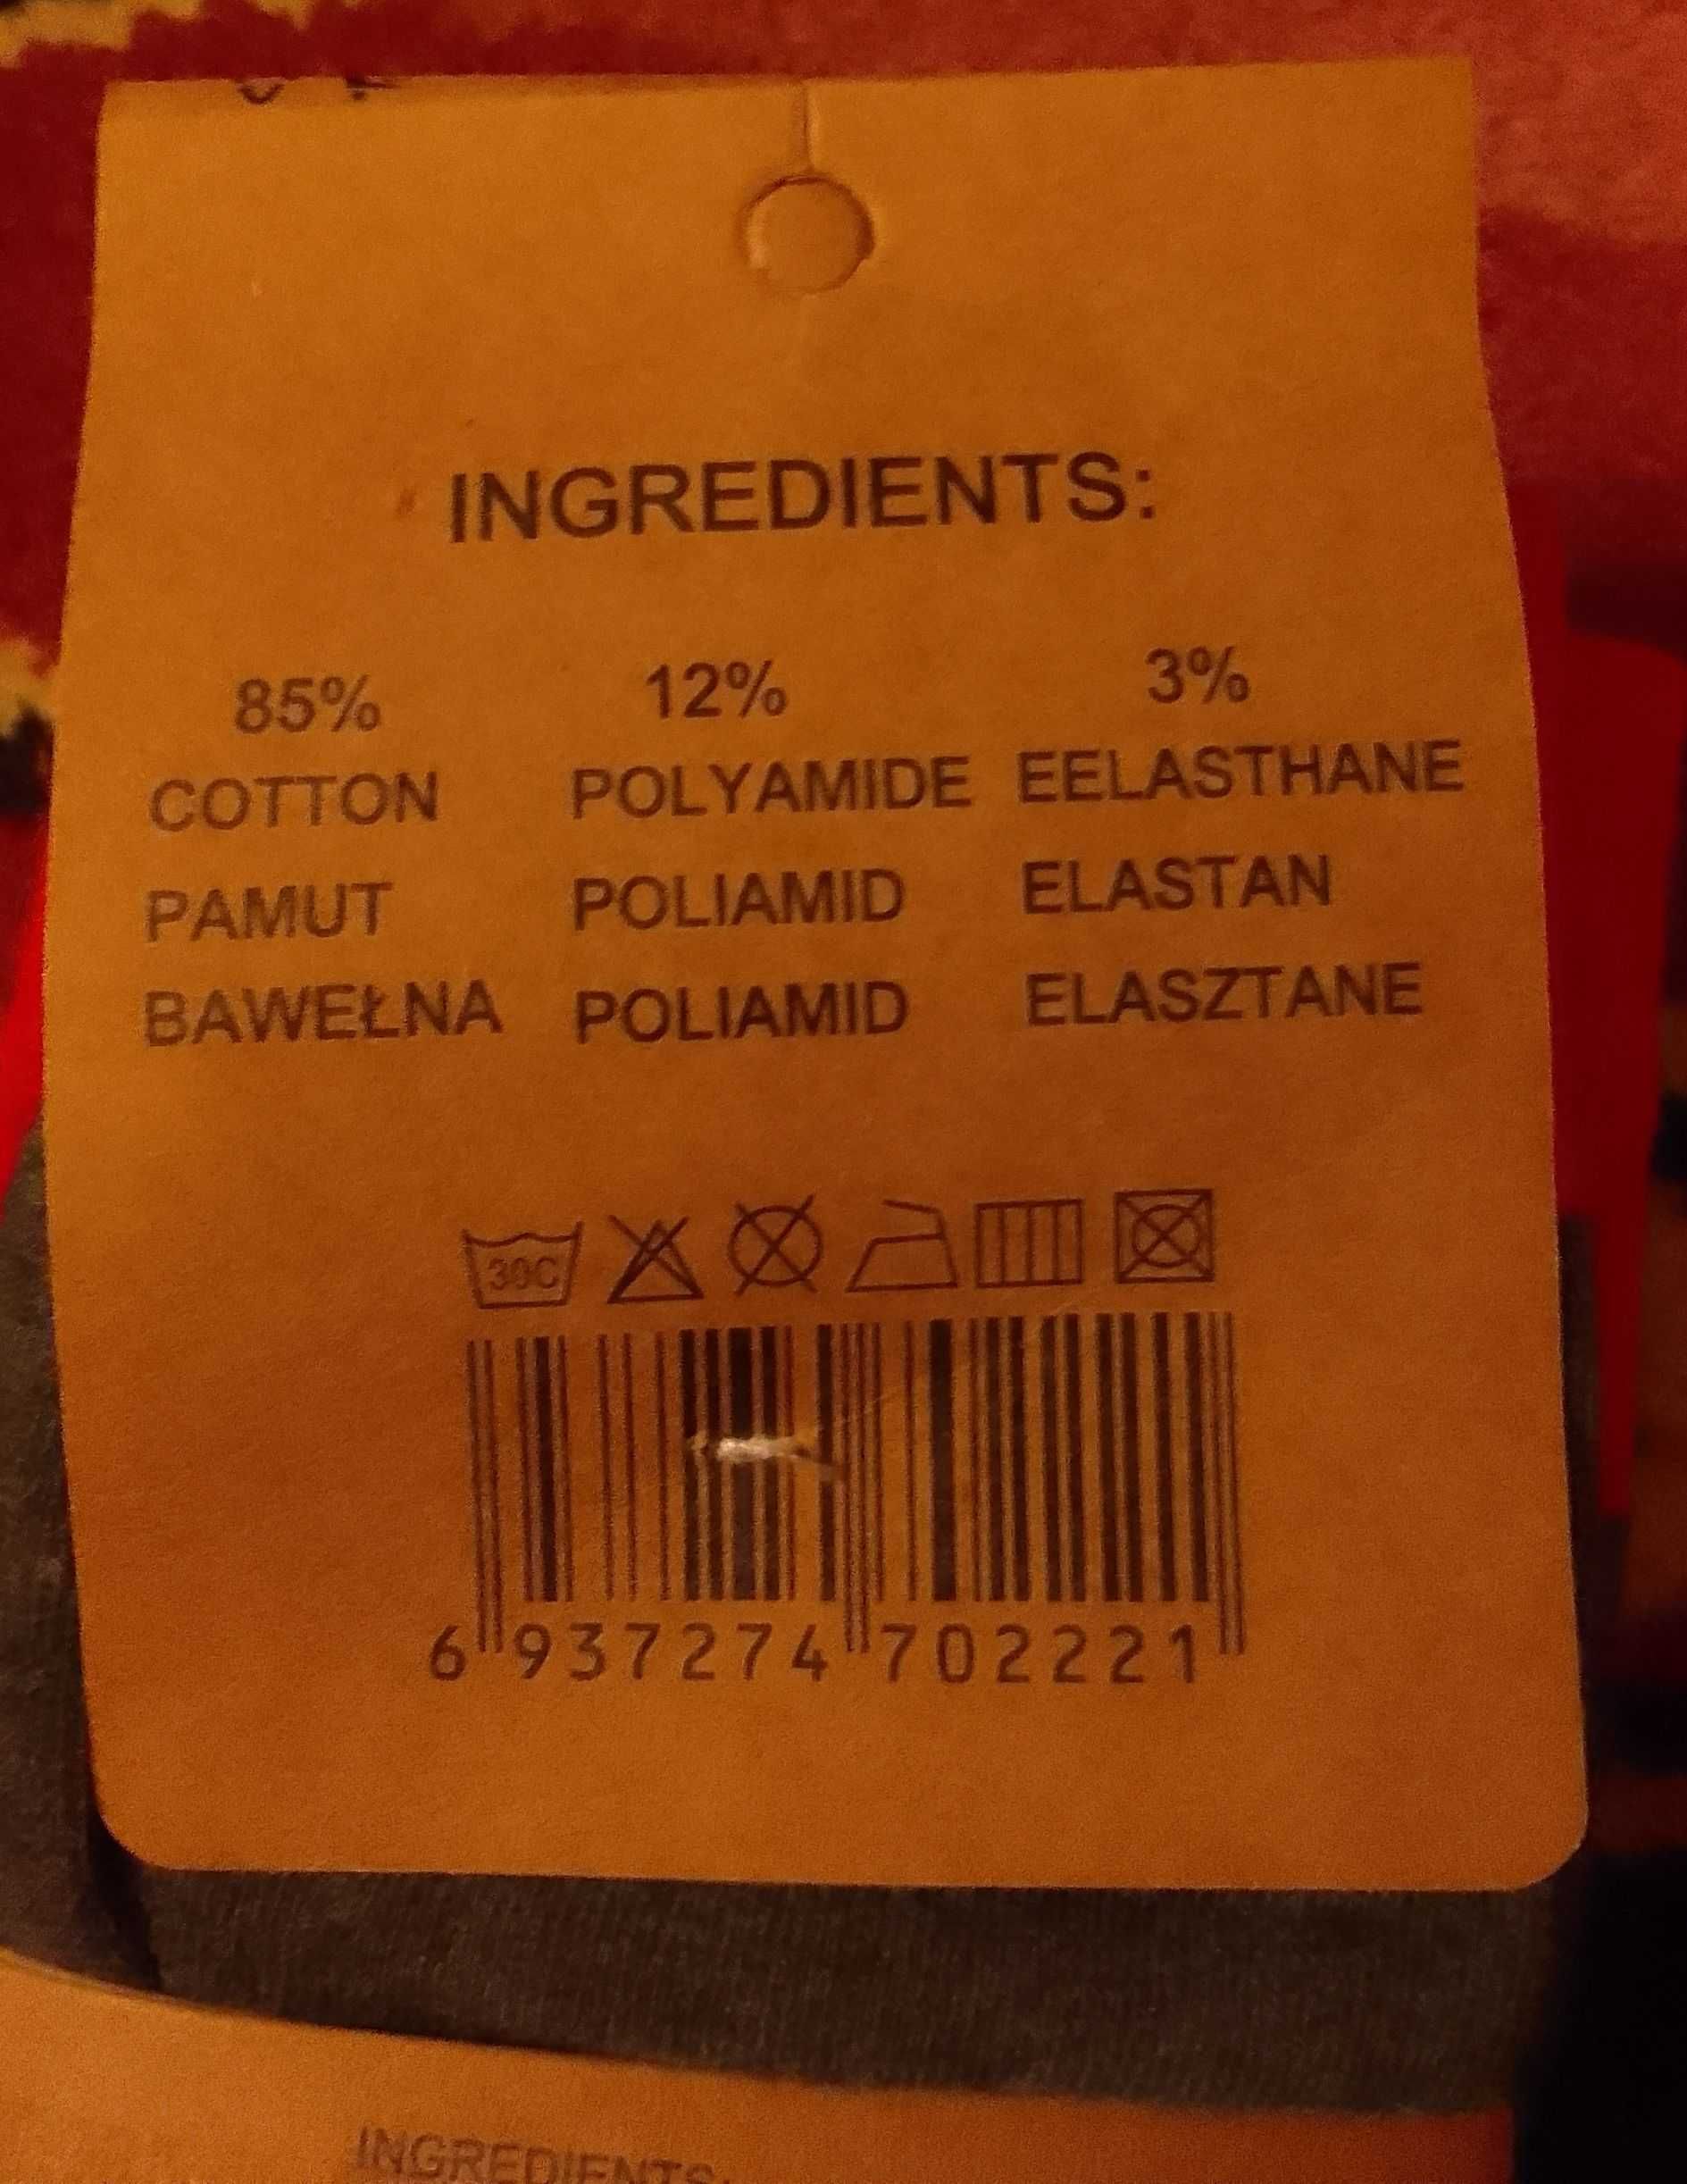 INGREDIENTS:
85% 12% 3%
COTTON POLYAMIDE EELASTHANE
PAMUT POLIAMID ELASTAN
BAWEŁNA POLIAMID ELASZTANE
30C
6 937274 702221
INGREDIENTS: